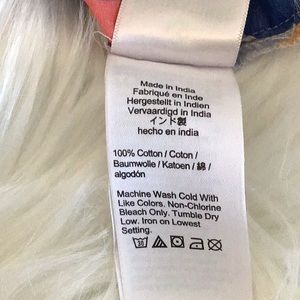 Made in India
Fabriqué en Inde
Hergestellt in Indien
Vervaardigd in India
インド製
hecho en india
100% Cotton / Coton /
Baumwolle / Katoen / 綿 /
algodón
Machine Wash Cold With
Like Colors. Non-Chlorine
Bleach Only. Tumble Dry
Low. Iron on Lowest
Setting.